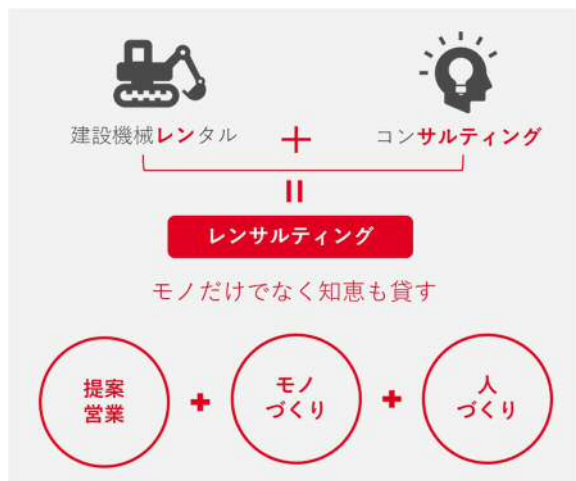 建設機械レンタル + コンサルティング
=
レンサルティング
モノだけでなく知恵も貸す
提案
営業
+
モノ
づくり
+
人
づくり